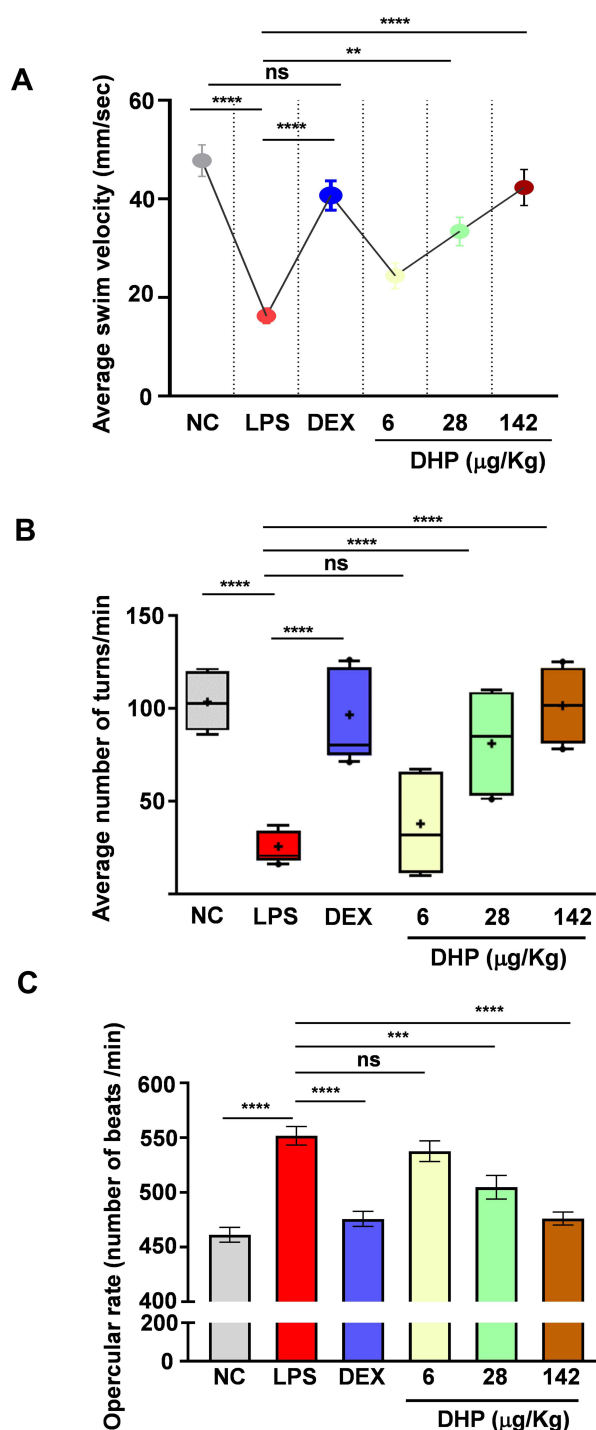 A
****
**
ns
****
****
Average swim velocity (mm/sec)
60
40
20
0
NC LPS DEX 6 28 142
DHP (μg/Kg)
B
****
****
ns
****
****
Average number of turns/min
150
100
50
NC LPS DEX 6 28 142
DHP (μg/Kg)
C
****
***
ns
****
****
Opercular rate (number of beats /min)
600
550
500
450
400
200
0
NC LPS DEX 6 28 142
DHP (μg/Kg)